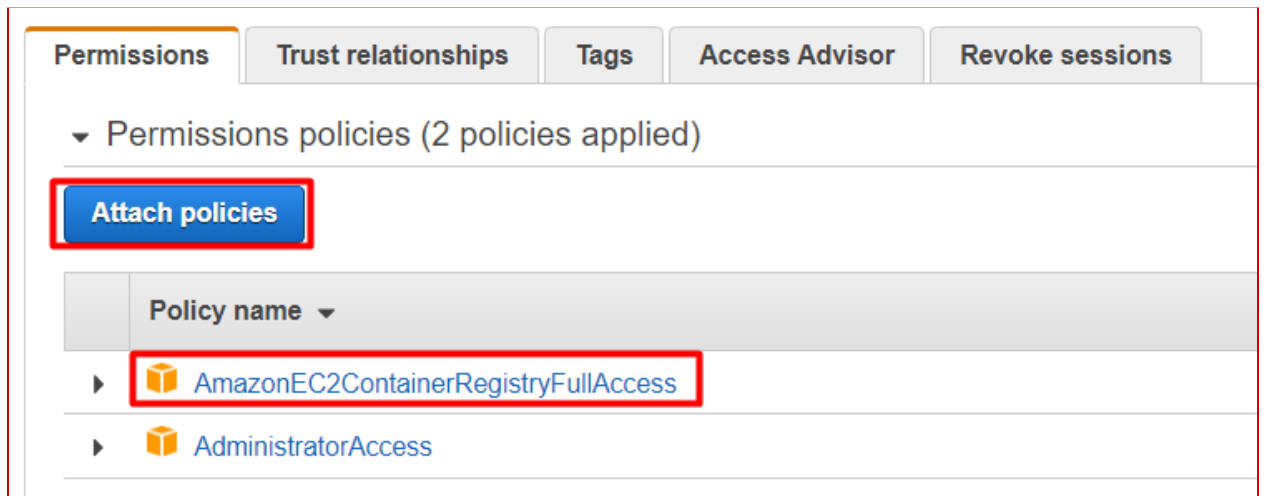 Permissions Trust relationships Tags Access Advisor Revoke sessions
Permissions policies (2 policies applied)
Attach policies
Policy name
AmazonEC2ContainerRegistryFullAccess
AdministratorAccess